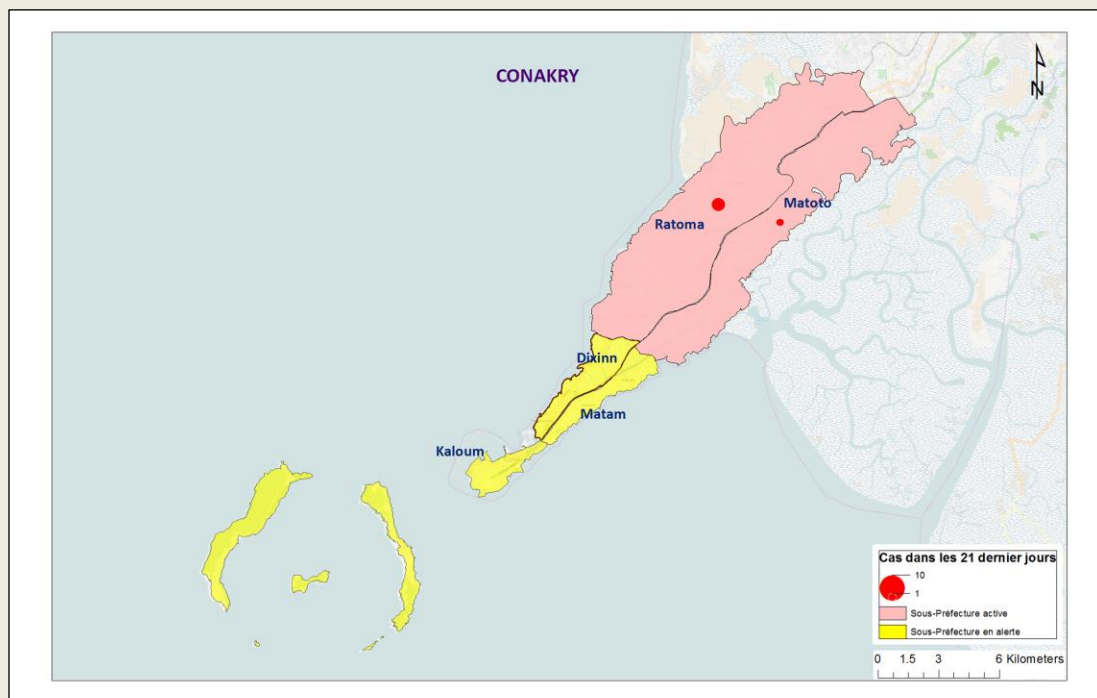 CONAKRY
N
Matoto
Ratoma
Dixinn
Matam
Kaloum
Cas dans les 21 dernier jours
10
1
Sous-Préfecture active
Sous-Préfecture en alerte
0 1.5 3 6 Kilometers